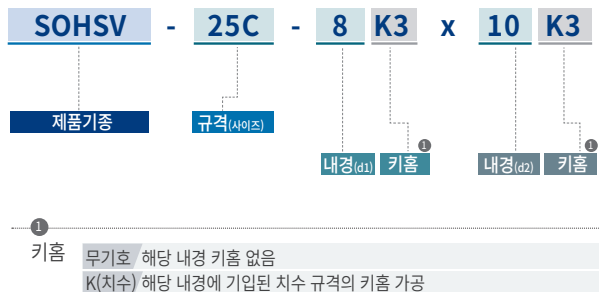 SOHSV - 25C - 8 K3 x 10 K3
제품기종 규격(사이즈)
1 1
내경(d1) 키홈 내경(d2) 키홈
1
키홈 무기호 해당 내경 키홈 없음
K(치수) 해당 내경에 기입된 치수 규격의 키홈 가공